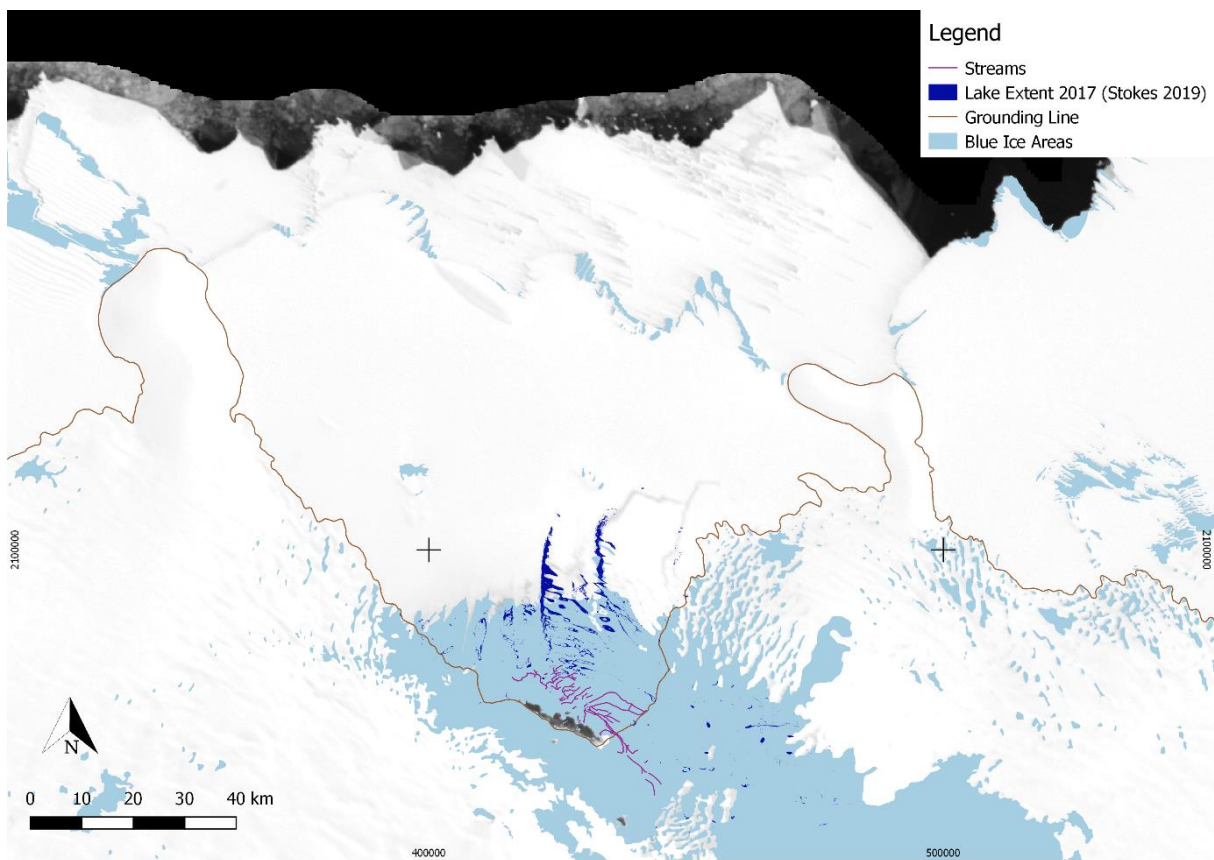 Legend
Streams
Lake Extent 2017 (Stokes 2019)
Grounding Line
Blue Ice Areas
2100000
2100000
N
0 10 20 30 40 km
400000
500000